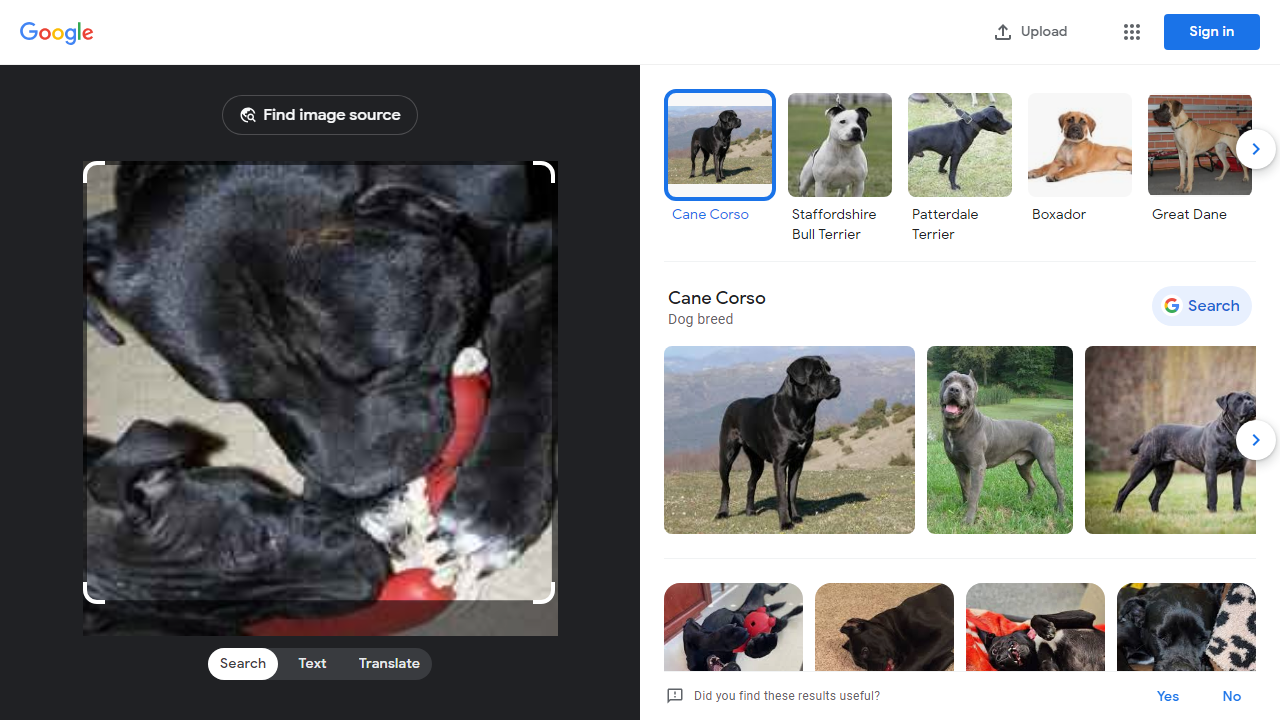 Google
Upload
Sign in
Find image source
Cane Corso
Staffordshire
Bull Terrier
Patterdale
Terrier
Boxador
Great Dane
Cane Corso
Dog breed
Search
Search
Text
Translate
Did you find these results useful?
Yes
No